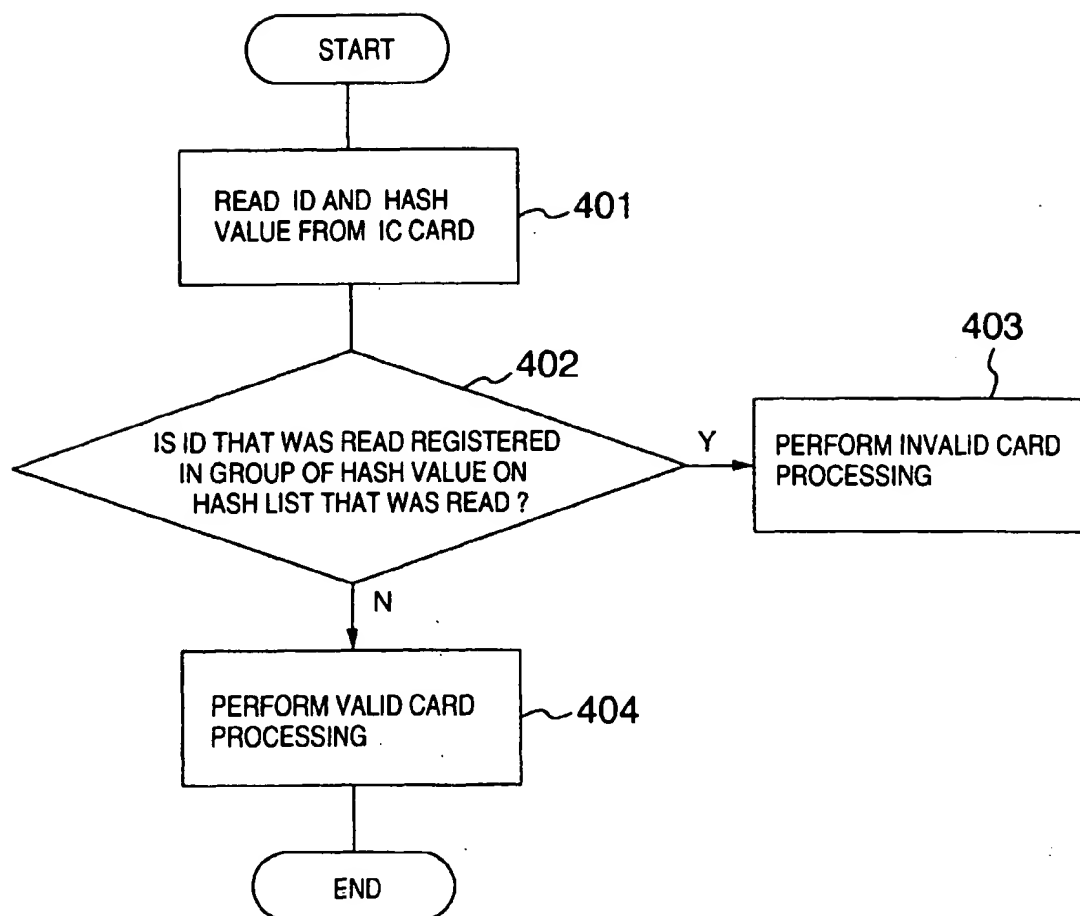 START
READ ID AND HASH
VALUE FROM IC CARD
401
402
IS ID THAT WAS READ REGISTERED
IN GROUP OF HASH VALUE ON
HASH LIST THAT WAS READ ?
Y
403
PERFORM INVALID CARD
PROCESSING
N
PERFORM VALID CARD
PROCESSING
404
END